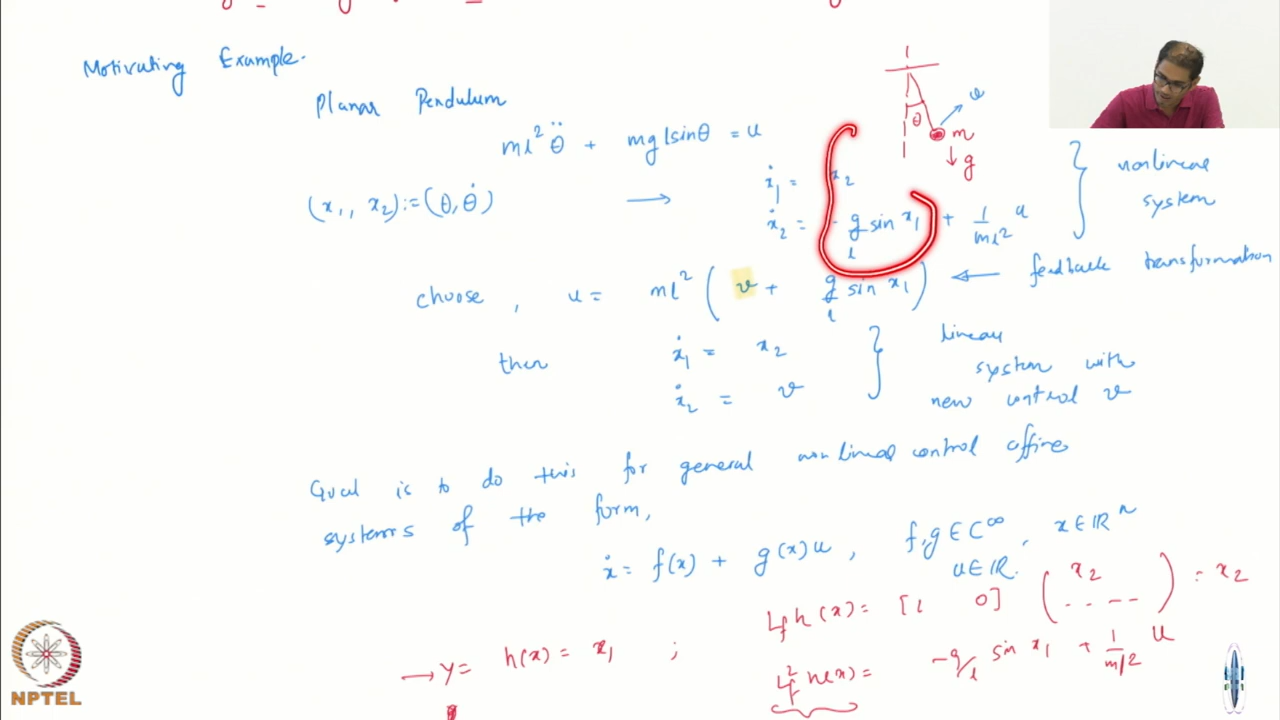 Motivating Example.
Planar Pendulum
ml² θ̈ + mg l sinθ = u
θ v m g
(x₁, x₂) := (θ, θ̇) → ẋ₁ = x₂
ẋ₂ = - g/l sin x₁ + 1/ml² u } nonlinear system
choose, u = ml² ( v + g/l sin x₁ ) ← feedback transformation
then ẋ₁ = x₂
ẋ₂ = v } linear system with new control v
Goal is to do this for general nonlinear control affine
systems of the form,
ẋ = f(x) + g(x)u, f, g ∈ C^∞, x ∈ ℝⁿ
u ∈ ℝ.
L_f h(x) = [1 0] ( x₂ ..... ) = x₂
→ y = h(x) = x₁ ;
L_f² h(x) = -g/l sin x₁ + 1/ml² u
NPTEL